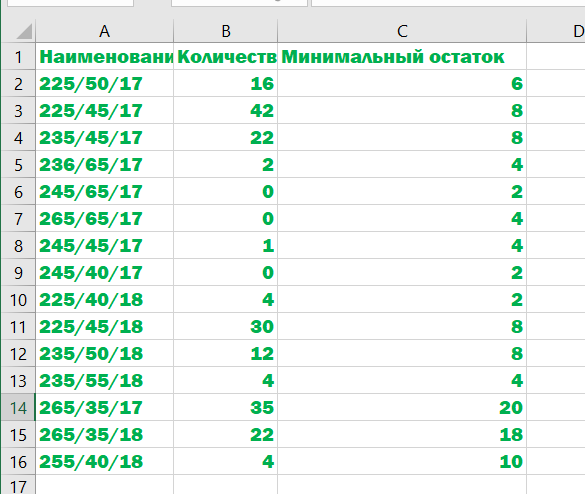 A B C D
1 Наименовани Количеств Минимальный остаток
2 225/50/17 16 6
3 225/45/17 42 8
4 235/45/17 22 8
5 236/65/17 2 4
6 245/65/17 0 2
7 265/65/17 0 4
8 245/45/17 1 4
9 245/40/17 0 2
10 225/40/18 4 2
11 225/45/18 30 8
12 235/50/18 12 8
13 235/55/18 4 4
14 265/35/17 35 20
15 265/35/18 22 18
16 255/40/18 4 10
17